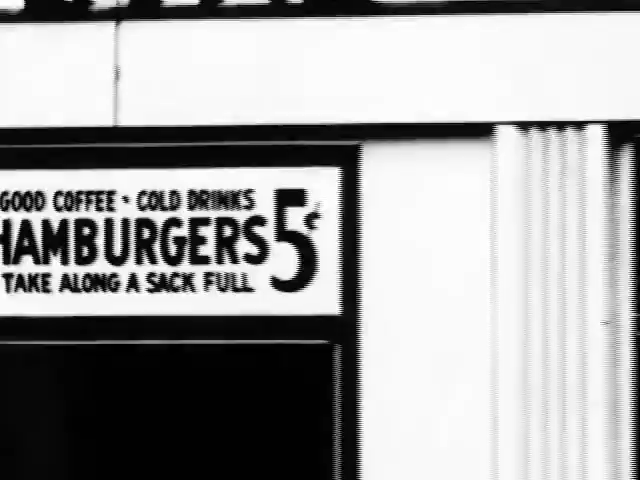 GOOD COFFEE • COLD DRINKS
HAMBURGERS 5¢
TAKE ALONG A SACK FULL